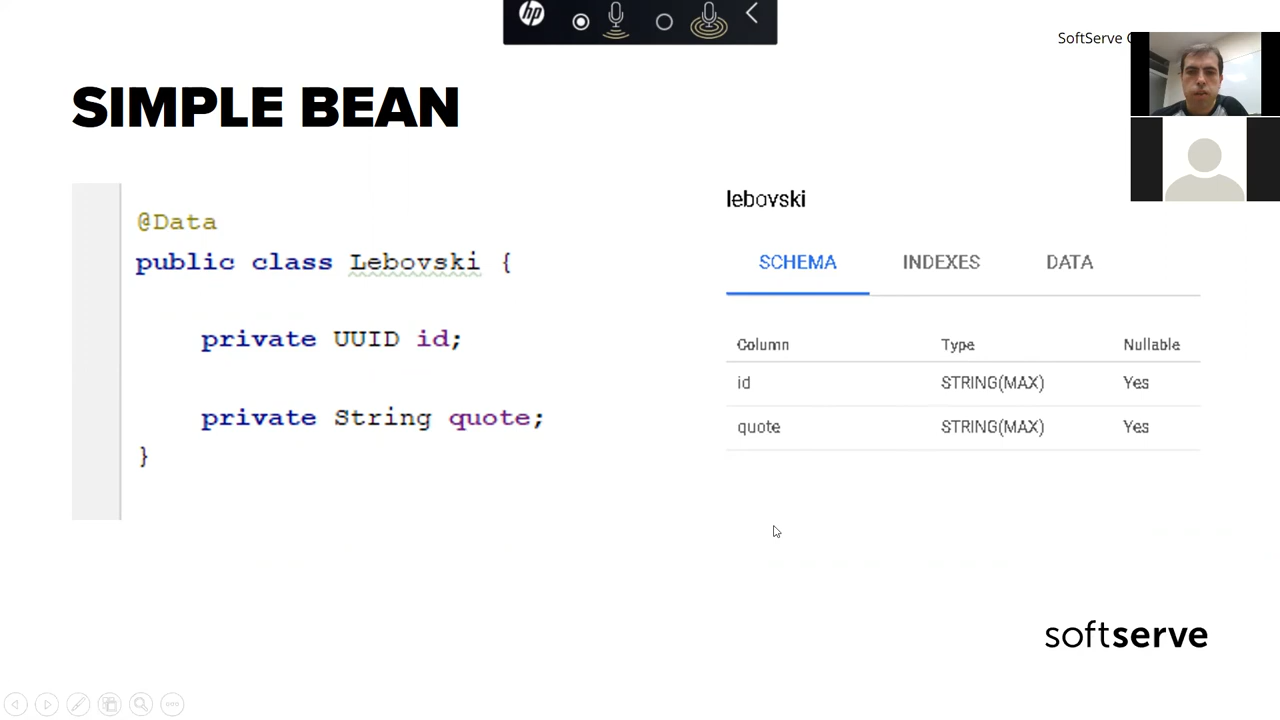 hp
SoftServe
SIMPLE BEAN
@Data
public class Lebovski {
private UUID id;
private String quote;
}
lebovski
SCHEMA INDEXES DATA
Column Type Nullable
id STRING(MAX) Yes
quote STRING(MAX) Yes
softserve